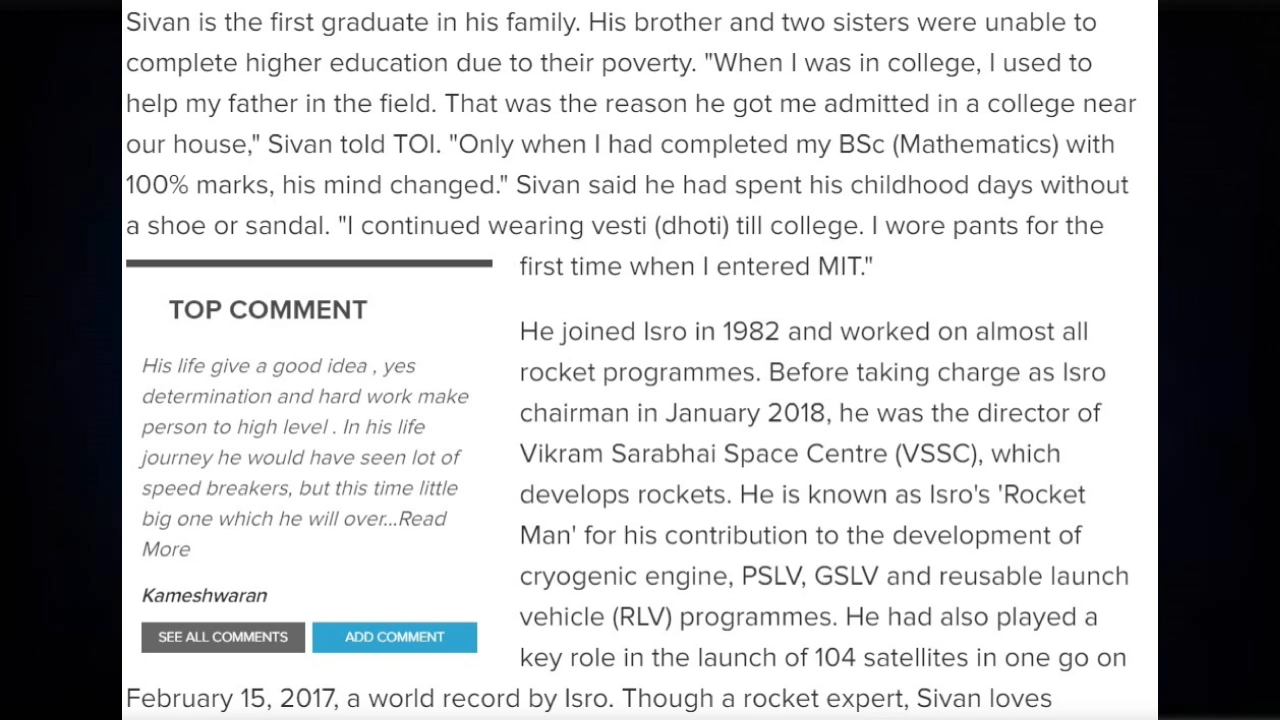 Sivan is the first graduate in his family. His brother and two sisters were unable to
complete higher education due to their poverty. "When I was in college, I used to
help my father in the field. That was the reason he got me admitted in a college near
our house," Sivan told TOI. "Only when I had completed my BSc (Mathematics) with
100% marks, his mind changed." Sivan said he had spent his childhood days without
a shoe or sandal. "I continued wearing vesti (dhoti) till college. I wore pants for the
first time when I entered MIT."
TOP COMMENT
His life give a good idea , yes
determination and hard work make
person to high level . In his life
journey he would have seen lot of
speed breakers, but this time little
big one which he will over...Read
More
Kameshwaran
SEE ALL COMMENTS
ADD COMMENT
He joined Isro in 1982 and worked on almost all
rocket programmes. Before taking charge as Isro
chairman in January 2018, he was the director of
Vikram Sarabhai Space Centre (VSSC), which
develops rockets. He is known as Isro's 'Rocket
Man' for his contribution to the development of
cryogenic engine, PSLV, GSLV and reusable launch
vehicle (RLV) programmes. He had also played a
key role in the launch of 104 satellites in one go on
February 15, 2017, a world record by Isro. Though a rocket expert, Sivan loves